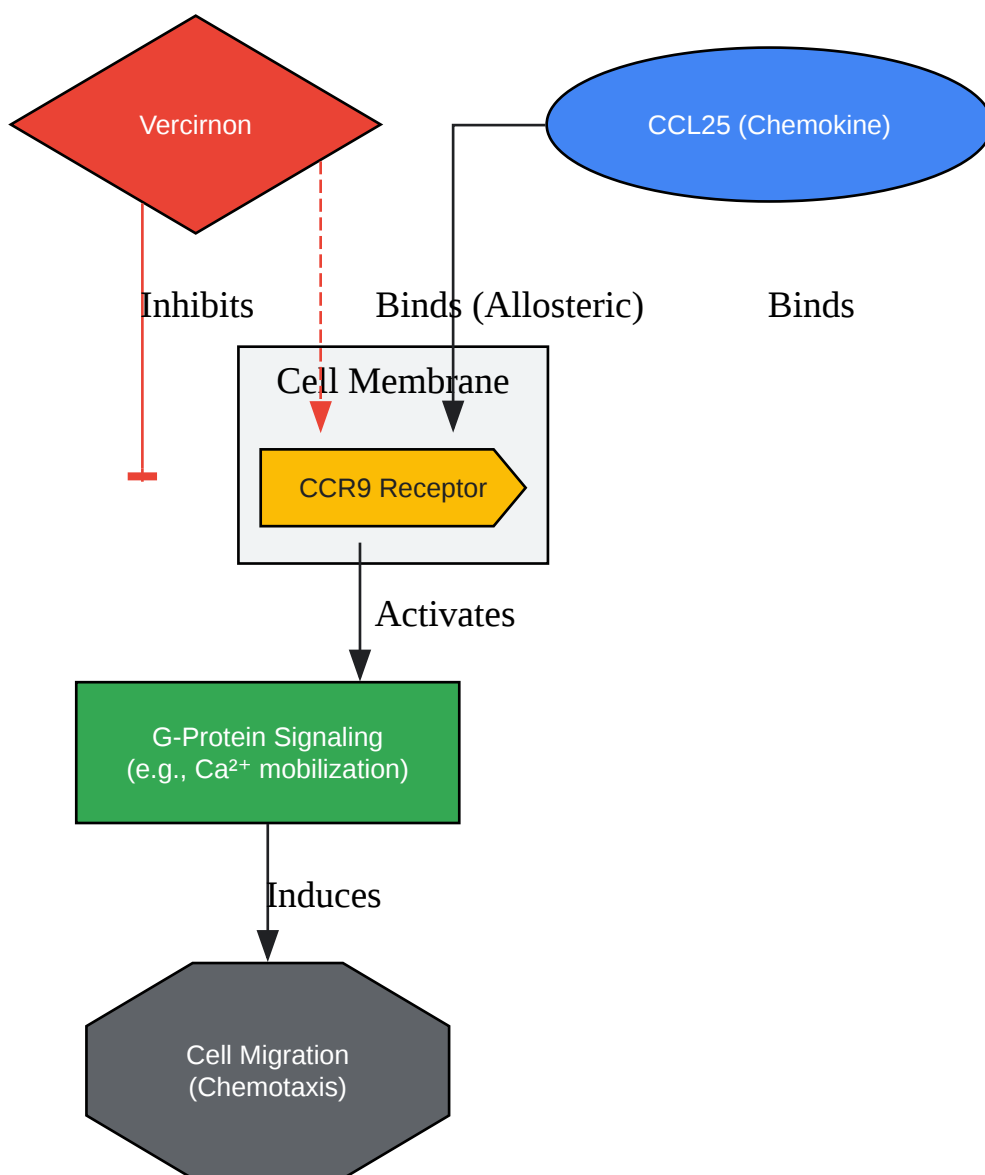 Vercirnon
CCL25 (Chemokine)
Inhibits
Binds (Allosteric)
Binds
Cell Membrane
CCR9 Receptor
Activates
G-Protein Signaling
(e.g., Ca²⁺ mobilization)
Induces
Cell Migration
(Chemotaxis)